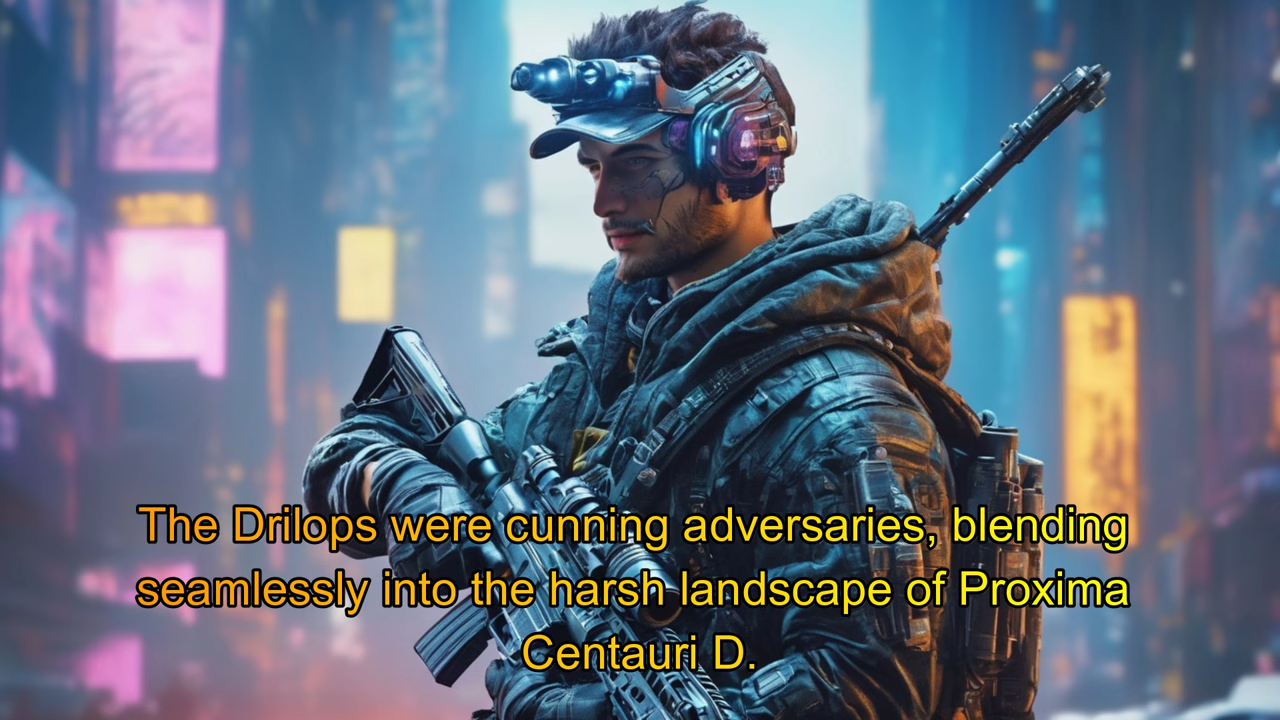 The Drilops were cunning adversaries, blending
seamlessly into the harsh landscape of Proxima
Centauri D.